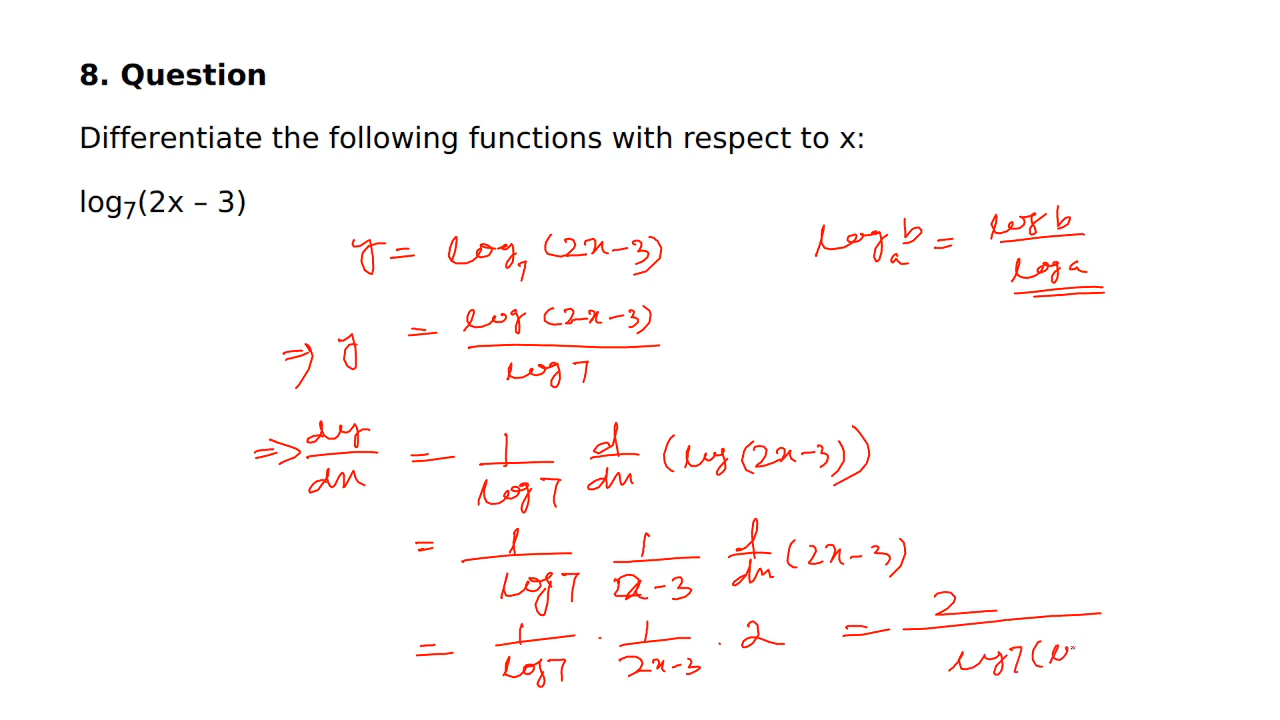 8. Question
Differentiate the following functions with respect to x:
log₇(2x – 3)
y = log₇ (2x-3)
log_a b = log b / log a
⇒ y = log (2x-3) / log 7
⇒ dy/dx = 1/log 7 d/dx (log (2x-3))
= 1/log 7 1/2x-3 d/dx (2x-3)
= 1/log 7 · 1/2x-3 · 2 = 2 / log 7 (